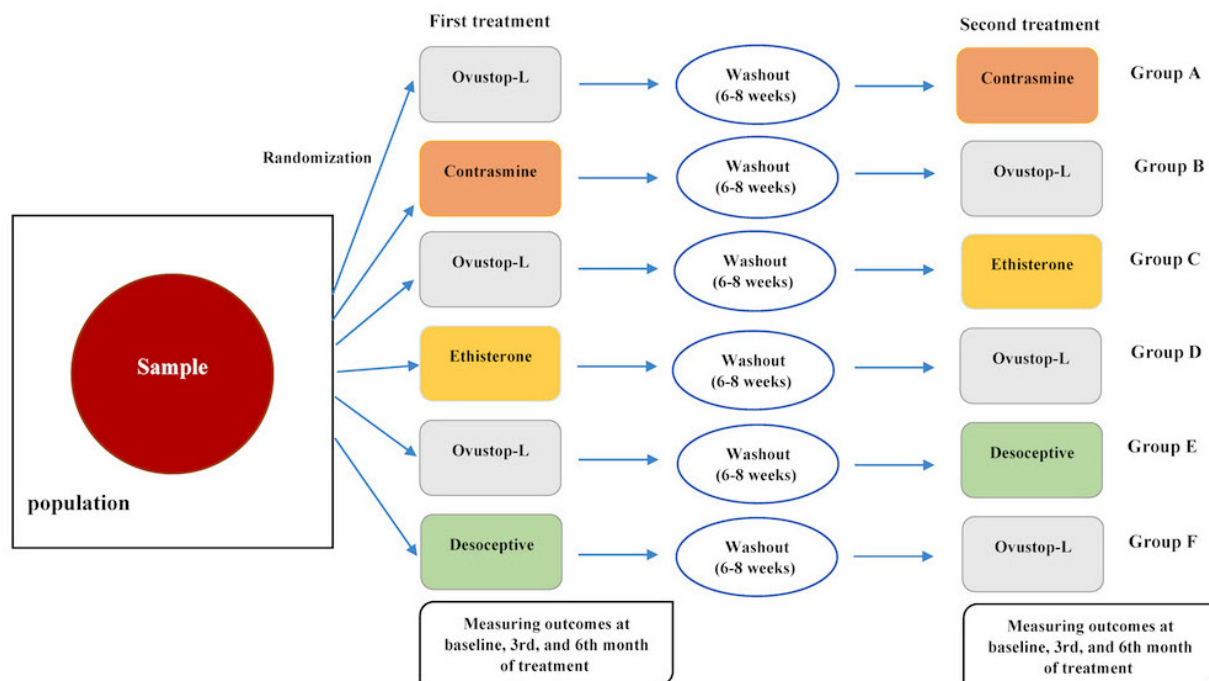 First treatment
Second treatment
Ovustop-L
Washout
(6-8 weeks)
Contrasmine
Group A
Randomization
Contrasmine
Washout
(6-8 weeks)
Ovustop-L
Group B
Ovustop-L
Washout
(6-8 weeks)
Ethisterone
Group C
Sample
population
Ethisterone
Washout
(6-8 weeks)
Ovustop-L
Group D
Ovustop-L
Washout
(6-8 weeks)
Desoceptive
Group E
Desoceptive
Washout
(6-8 weeks)
Ovustop-L
Group F
Measuring outcomes at
baseline, 3rd, and 6th month
of treatment
Measuring outcomes at
baseline, 3rd, and 6th month
of treatment